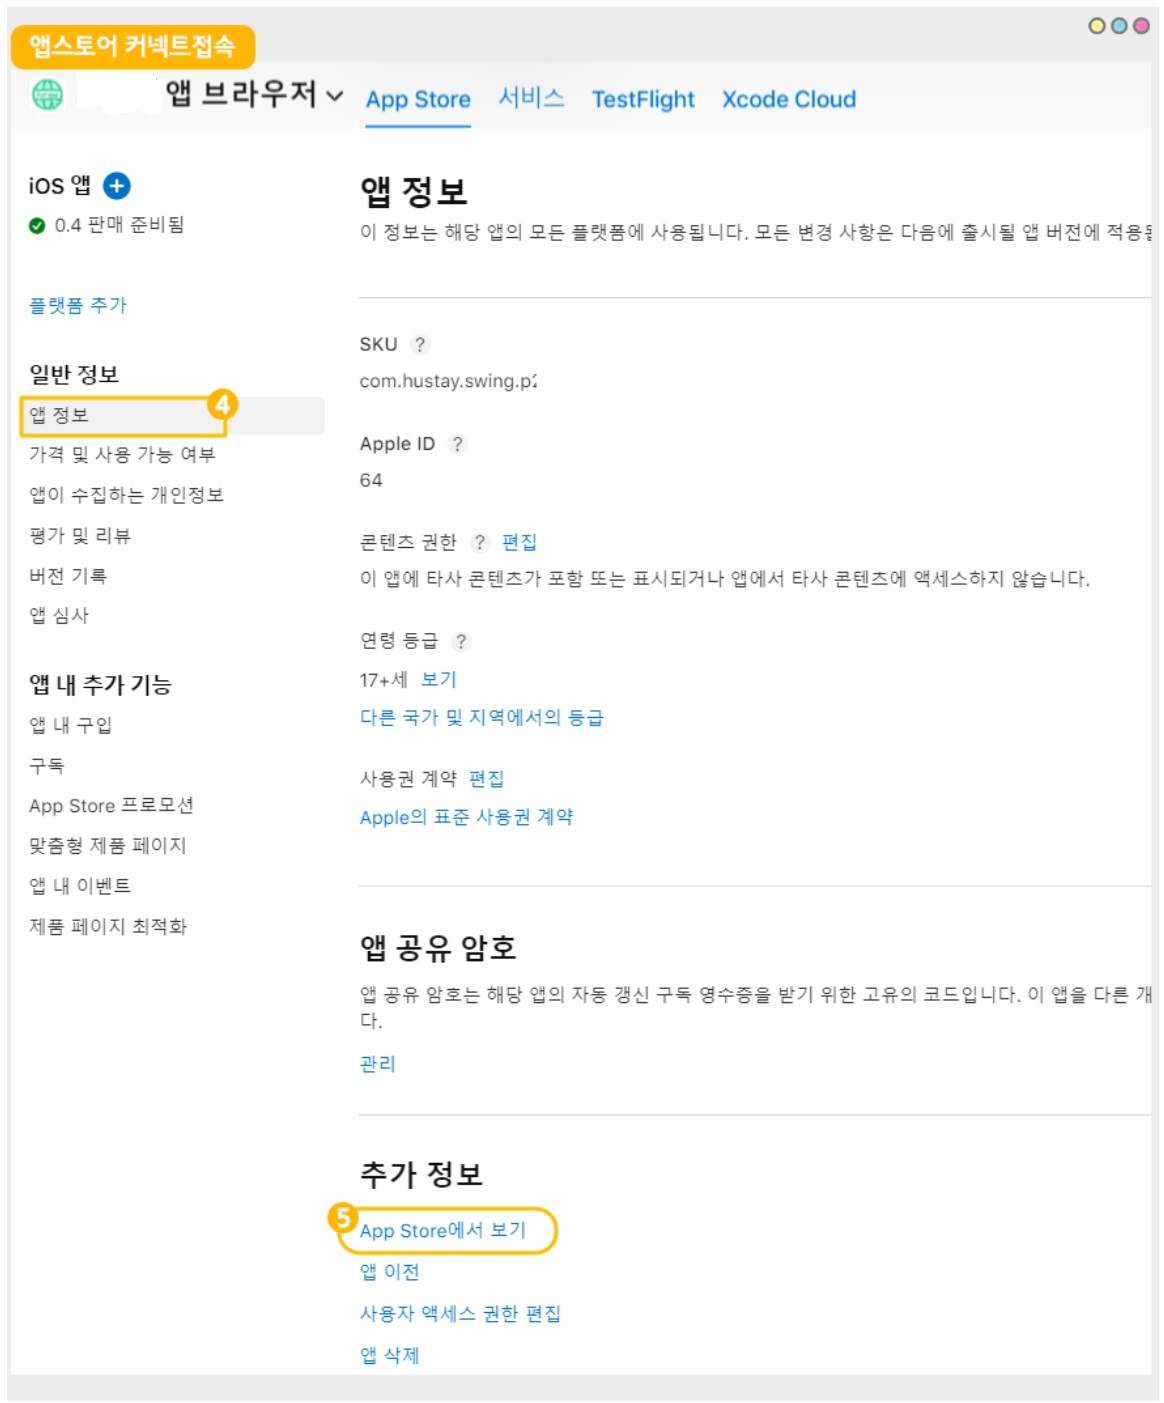 앱스토어 커넥트접속
앱 브라우저
App Store 서비스 TestFlight Xcode Cloud
iOS 앱
0.4 판매 준비됨
플랫폼 추가
일반 정보
앱 정보
4
가격 및 사용 가능 여부
앱이 수집하는 개인정보
평가 및 리뷰
버전 기록
앱 심사
앱 내 추가 기능
앱 내 구입
구독
App Store 프로모션
맞춤형 제품 페이지
앱 내 이벤트
제품 페이지 최적화
앱 정보
이 정보는 해당 앱의 모든 플랫폼에 사용됩니다. 모든 변경 사항은 다음에 출시될 앱 버전에
SKU ?
Apple ID ?
64
콘텐츠 권한 ? 편집
이 앱에 타사 콘텐츠가 포함 또는 표시되거나 앱에서 타사 콘텐츠에 액세스하지 않습니다.
연령 등급 ?
17+세 보기
다른 국가 및 지역에서의 등급
사용권 계약 편집
Apple의 표준 사용권 계약
앱 공유 암호
앱 공유 암호는 해당 앱의 자동 갱신 구독 영수증을 받기 위한 고유의 코드입니다. 이 앱을 다른 개
다.
관리
추가 정보
5
App Store에서 보기
앱 이전
사용자 액세스 권한 편집
앱 삭제